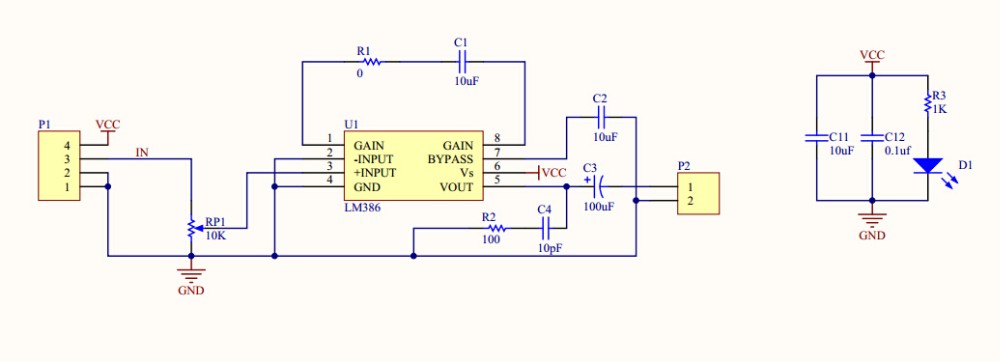 P1
VCC
4
3
2
1
IN
RP1
10K
GND
R1
0
C1
10uF
U1
1
2
3
4
GAIN
-INPUT
+INPUT
GND
GAIN
BYPASS
Vs
VOUT
8
7
6
5
LM386
VCC
C2
10uF
C3
+
100uF
R2
100
C4
10pF
P2
1
2
VCC
C11
10uF
C12
0.1uf
R3
1K
D1
GND